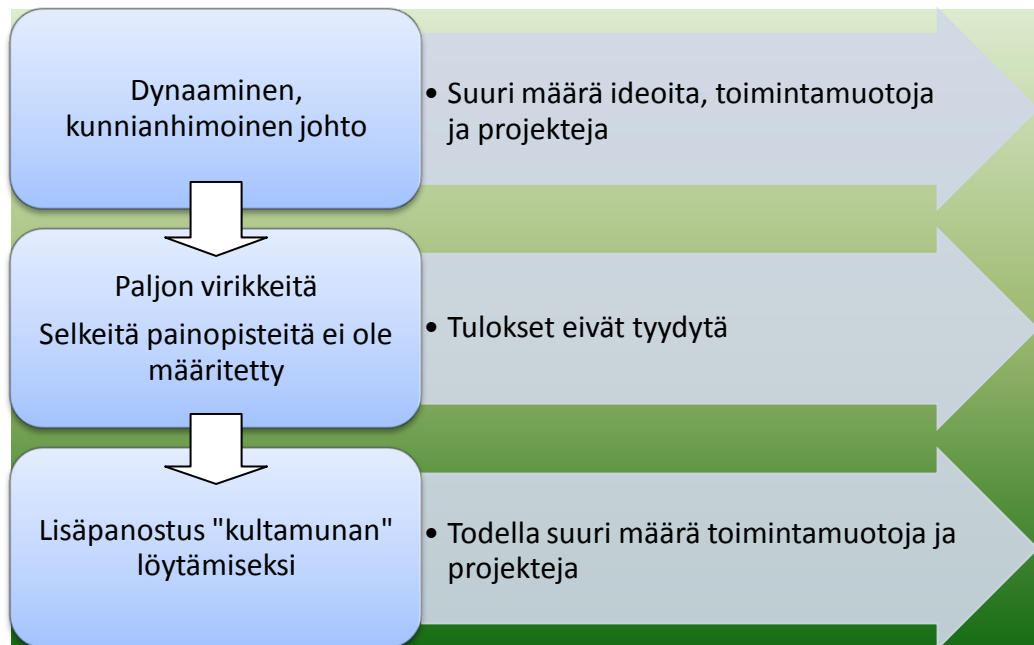 Dynaaminen,
kunnianhimoinen johto
• Suuri määrä ideoita, toimintamuotoja
ja projekteja
Paljon virikkeitä
Selkeitä painopisteitä ei ole
määritetty
• Tulokset eivät tyydytä
Lisäpanostus "kultamunan"
löytämiseksi
• Todella suuri määrä toimintamuotoja ja
projekteja